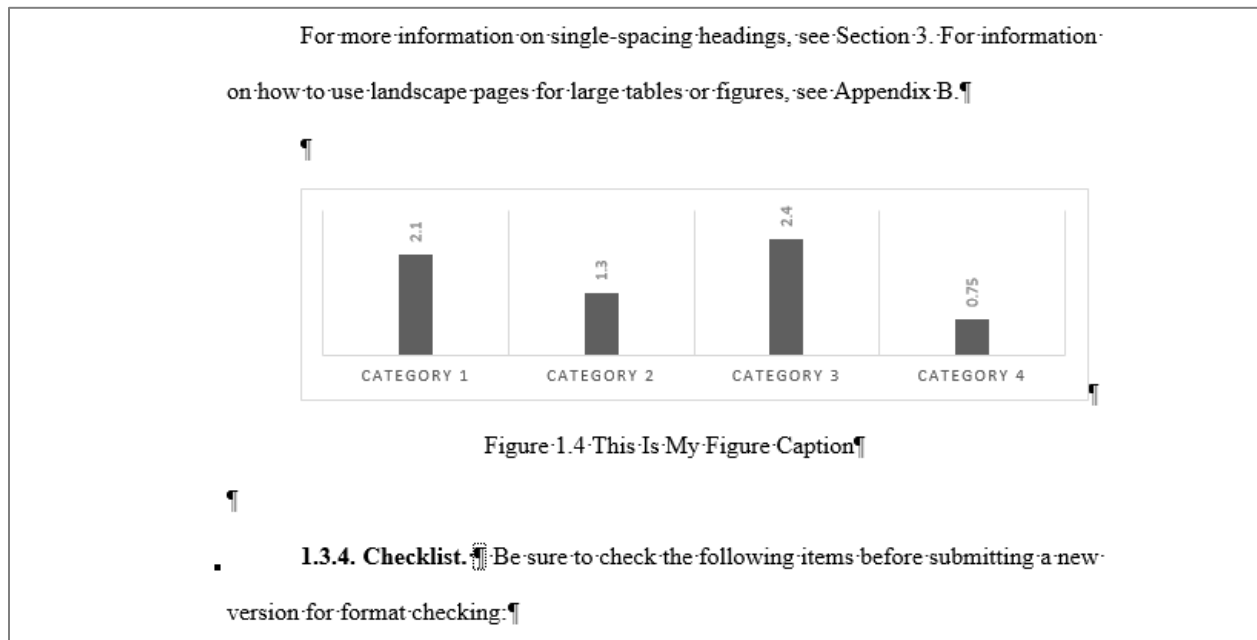 For more information on single-spacing headings, see Section 3. For information
on how to use landscape pages for large tables or figures, see Appendix B.¶
¶
2.1 1.3 2.4 0.75
CATEGORY 1 CATEGORY 2 CATEGORY 3 CATEGORY 4
¶
Figure 1.4 This Is My Figure Caption¶
¶
1.3.4. Checklist. ¶ Be sure to check the following items before submitting a new
version for format checking:¶